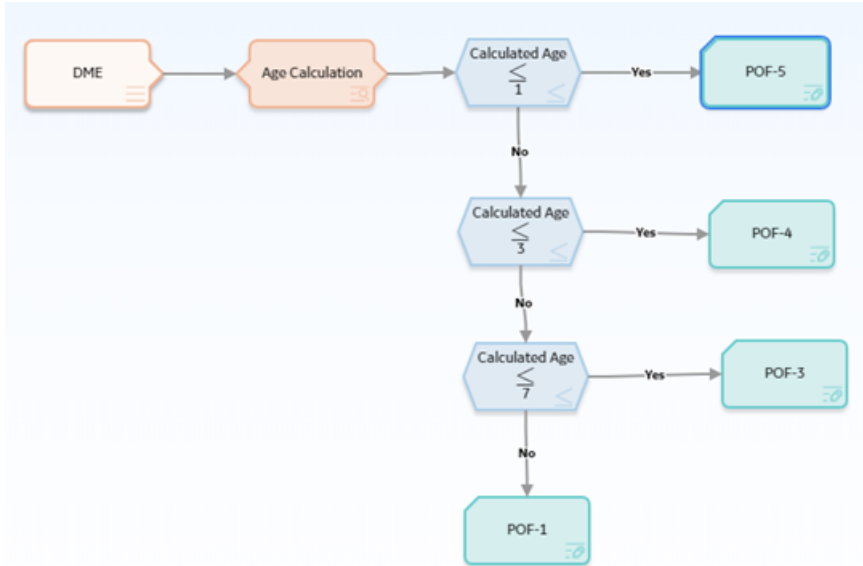 DME
Age Calculation
Calculated Age
≤
1
Yes
POF-5
No
Calculated Age
≤
3
Yes
POF-4
No
Calculated Age
≤
7
Yes
POF-3
No
POF-1